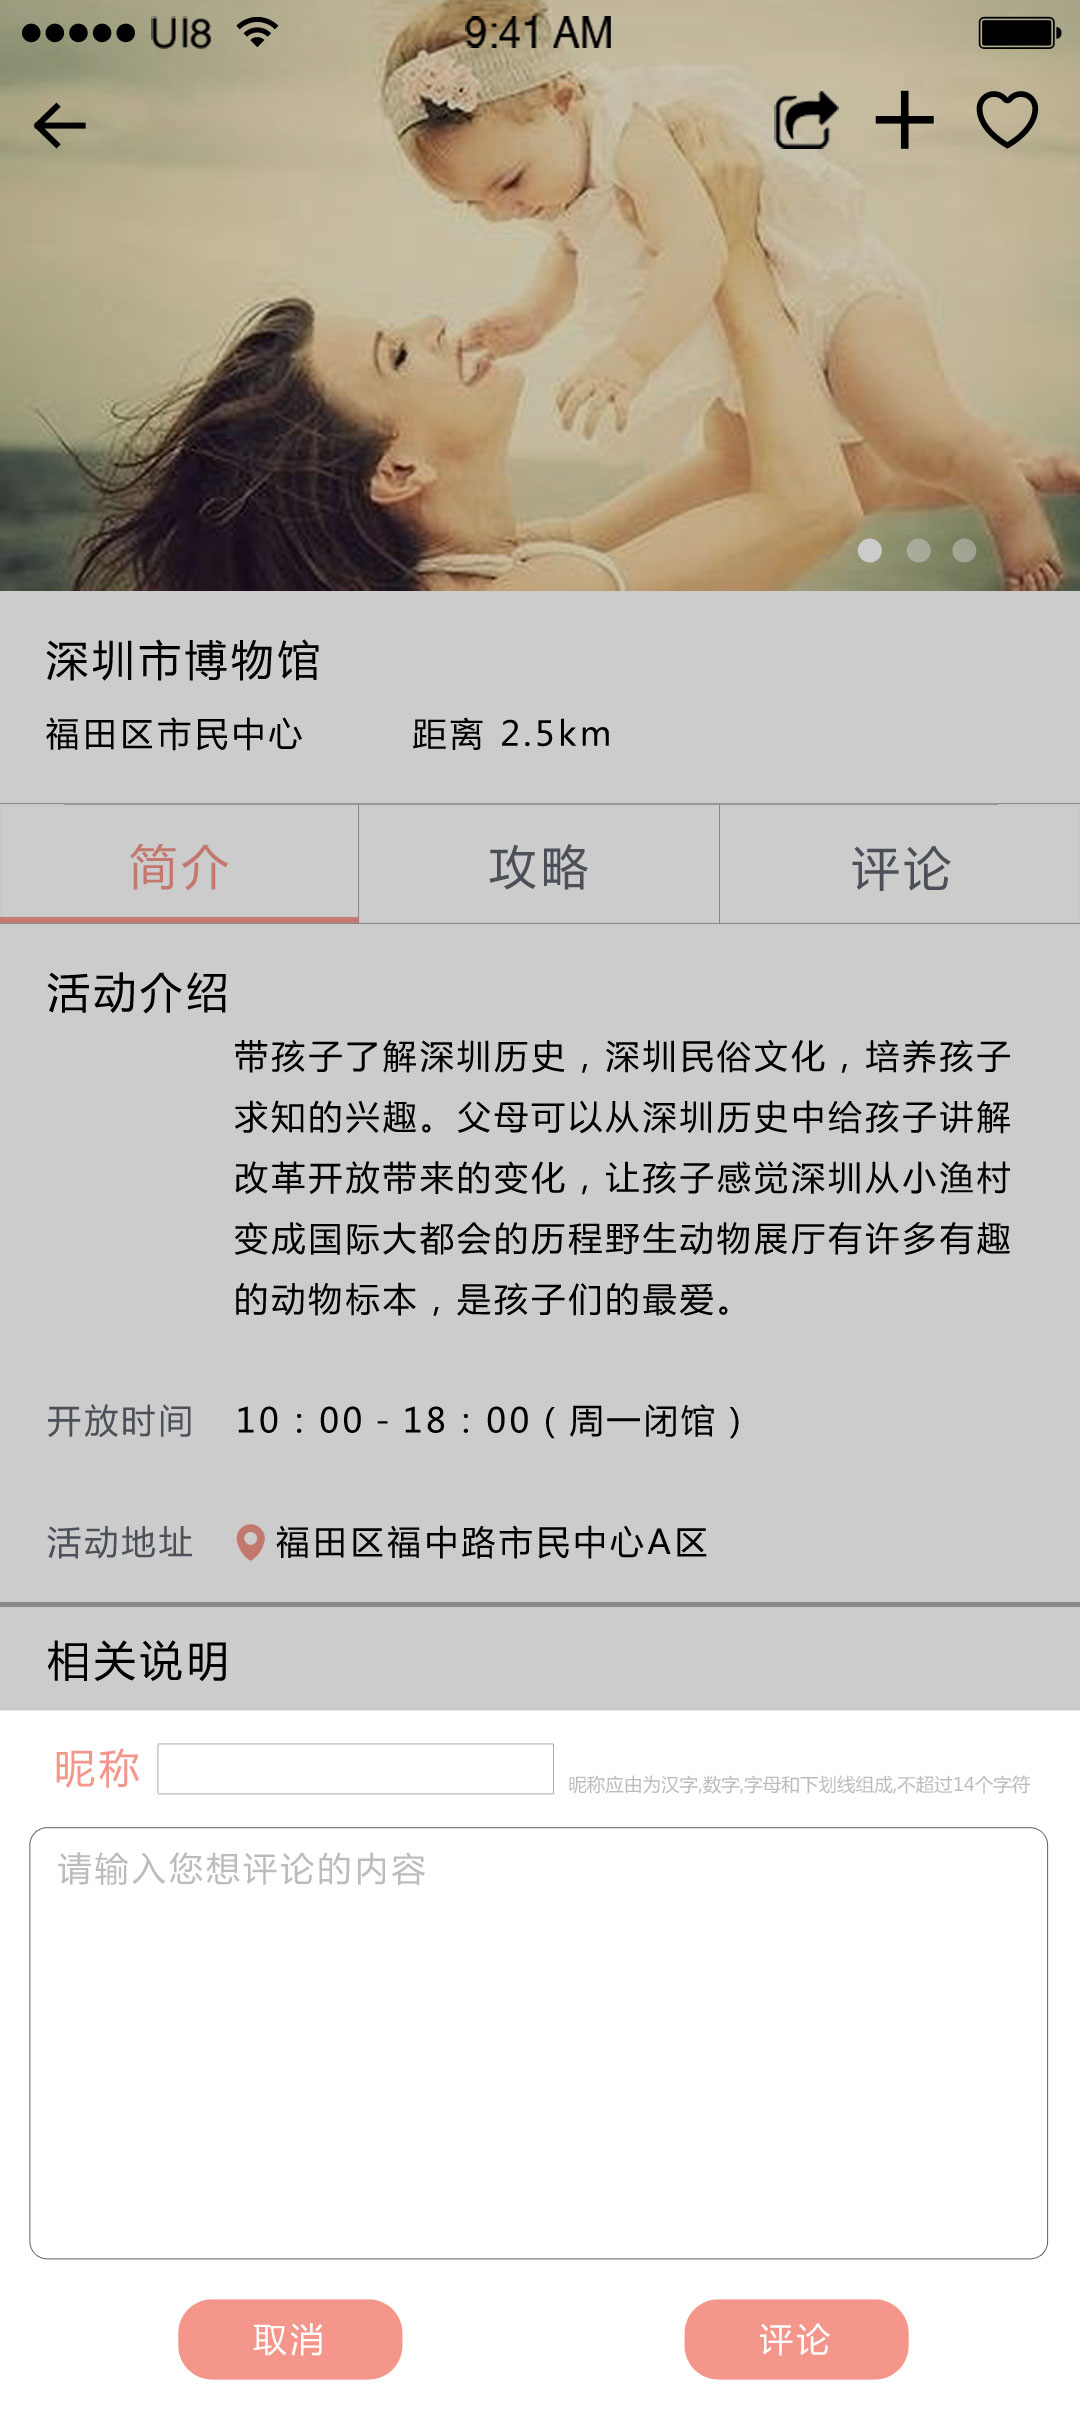 UI8 9:41 AM
深圳市博物馆
福田区市民中心 距离 2.5km
简介 攻略 评论
活动介绍
带孩子了解深圳历史，深圳民俗文化，培养孩子
求知的兴趣。父母可以从深圳历史中给孩子讲解
改革开放带来的变化，让孩子感觉深圳从小渔村
变成国际大都会的历程野生动物展厅有许多有趣
的动物标本，是孩子们的最爱。
开放时间 10：00 - 18：00（周一闭馆）
活动地址 福田区福中路市民中心A区
相关说明
昵称 昵称应由为汉字,数字,字母和下划线组成,不超过14个字符
请输入您想评论的内容
取消 评论